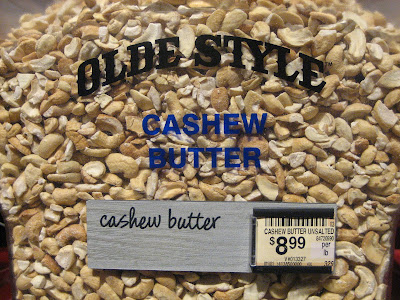 OLDE STYLE
CASHEW
BUTTER
cashew butter
CASHEW BUTTER UNSALTED
$8.99
per
lb